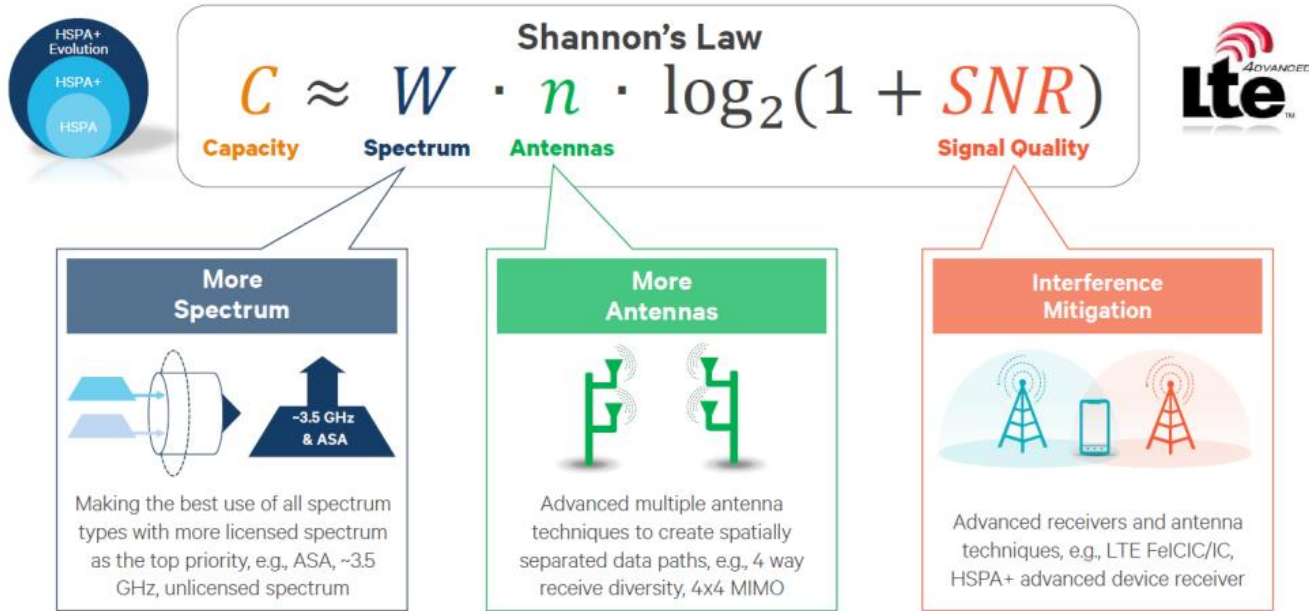 HSPA+
Evolution
HSPA+
HSPA
Shannon's Law
C ≈ W · n · log₂(1 + SNR)
Capacity
Spectrum
Antennas
Signal Quality
4DVANCED
Lte™
More
Spectrum
~3.5 GHz
& ASA
Making the best use of all spectrum
types with more licensed spectrum
as the top priority, e.g., ASA, ~3.5
GHz, unlicensed spectrum
More
Antennas
Advanced multiple antenna
techniques to create spatially
separated data paths, e.g., 4 way
receive diversity, 4x4 MIMO
Interference
Mitigation
Advanced receivers and antenna
techniques, e.g., LTE FeICIC/IC,
HSPA+ advanced device receiver